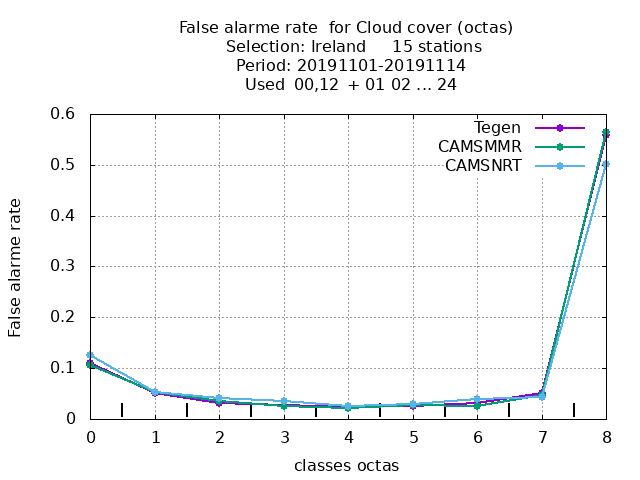 False alarme rate  for Cloud cover (octas)
Selection: Ireland     15 stations
Period: 20191101-20191114
Used  00,12  + 01 02 ... 24
Tegen
CAMSMMR
CAMSNRT
False alarme rate
0.6
0.5
0.4
0.3
0.2
0.1
0
0 1 2 3 4 5 6 7 8
classes octas